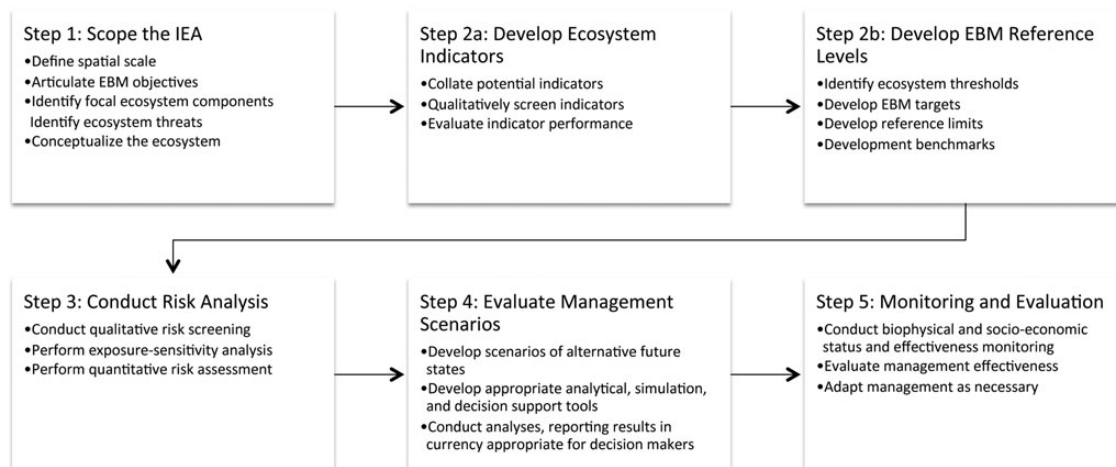 Step 1: Scope the IEA
•Define spatial scale
•Articulate EBM objectives
•Identify focal ecosystem components
Identify ecosystem threats
•Conceptualize the ecosystem
Step 2a: Develop Ecosystem
Indicators
•Collate potential indicators
•Qualitatively screen indicators
•Evaluate indicator performance
Step 2b: Develop EBM Reference
Levels
•Identify ecosystem thresholds
•Develop EBM targets
•Develop reference limits
•Development benchmarks
Step 3: Conduct Risk Analysis
•Conduct qualitative risk screening
•Perform exposure-sensitivity analysis
•Perform quantitative risk assessment
Step 4: Evaluate Management
Scenarios
•Develop scenarios of alternative future
states
•Develop appropriate analytical, simulation,
and decision support tools
•Conduct analyses, reporting results in
currency appropriate for decision makers
Step 5: Monitoring and Evaluation
•Conduct biophysical and socio-economic
status and effectiveness monitoring
•Evaluate management effectiveness
•Adapt management as necessary